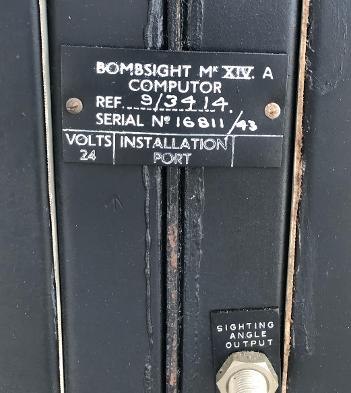 BOMBSIGHT Mᴷ XIV. A
COMPUTOR
REF. 9/3414.
SERIAL Nº 16811/43
VOLTS 24
INSTALLATION PORT
SIGHTING
ANGLE
OUTPUT